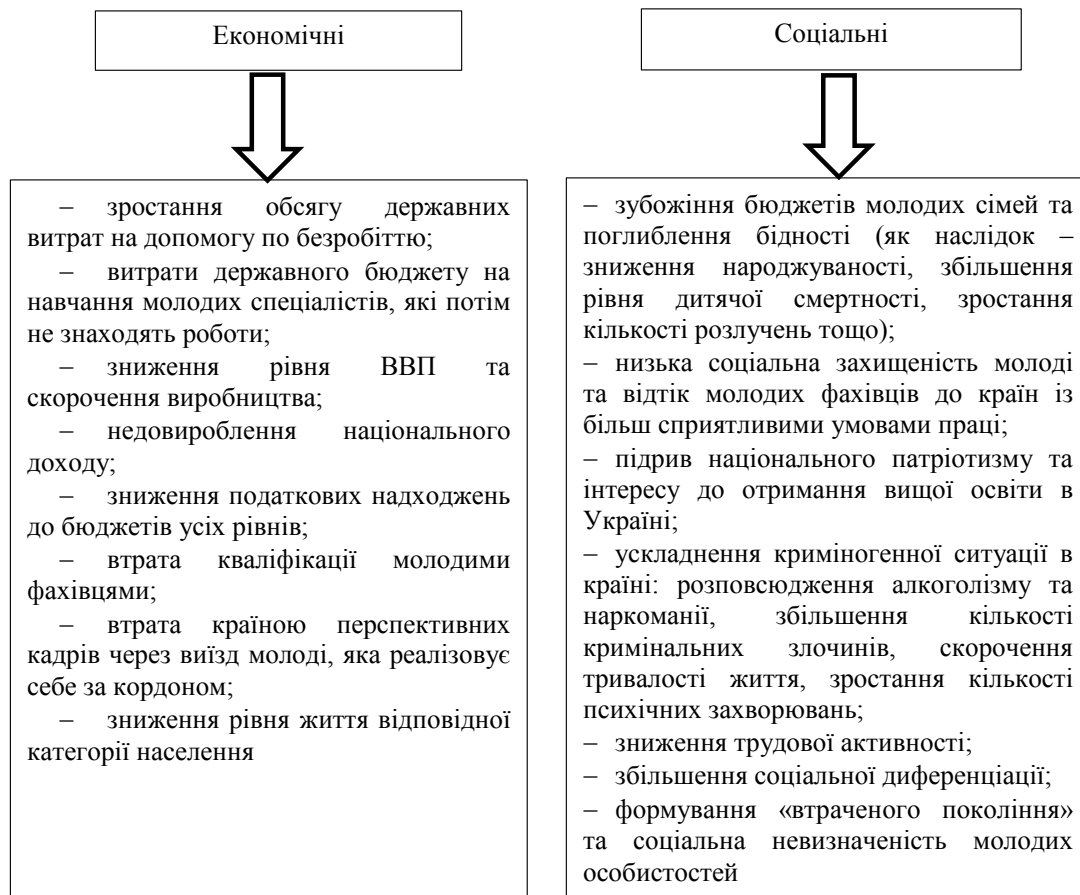 Економічні
– зростання обсягу державних
витрат на допомогу по безробіттю;
– витрати державного бюджету на
навчання молодих спеціалістів, які потім
не знаходять роботи;
– зниження рівня ВВП та
скорочення виробництва;
– недовироблення національного
доходу;
– зниження податкових надходжень
до бюджетів усіх рівнів;
– втрата кваліфікації молодими
фахівцями;
– втрата країною перспективних
кадрів через виїзд молоді, яка реалізовує
себе за кордоном;
– зниження рівня життя відповідної
категорії населення
Соціальні
– зубожіння бюджетів молодих сімей та
поглиблення бідності (як наслідок –
зниження народжуваності, збільшення
рівня дитячої смертності, зростання
кількості розлучень тощо);
– низька соціальна захищеність молоді
та відтік молодих фахівців до країн із
більш сприятливими умовами праці;
– підрив національного патріотизму та
інтересу до отримання вищої освіти в
Україні;
– ускладнення криміногенної ситуації в
країні: розповсюдження алкоголізму та
наркоманії, збільшення кількості
кримінальних злочинів, скорочення
тривалості життя, зростання кількості
психічних захворювань;
– зниження трудової активності;
– збільшення соціальної диференціації;
– формування «втраченого покоління»
та соціальна невизначеність молодих
особистостей